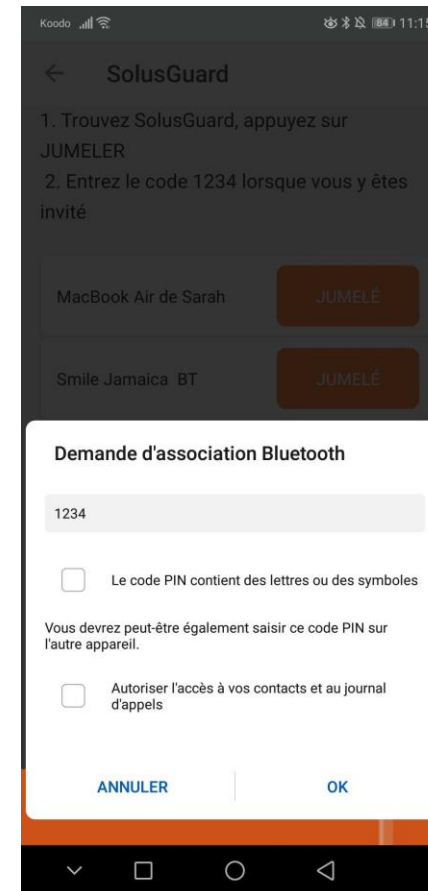 Koodo 84 11:15
SolusGuard
1. Trouvez SolusGuard, appuyez sur
JUMELER
2. Entrez le code 1234 lorsque vous y êtes
invité
MacBook Air de Sarah JUMELÉ
Smile Jamaica BT JUMELÉ
Demande d'association Bluetooth
1234
Le code PIN contient des lettres ou des symboles
Vous devrez peut-être également saisir ce code PIN sur
l'autre appareil.
Autoriser l'accès à vos contacts et au journal
d'appels
ANNULER OK